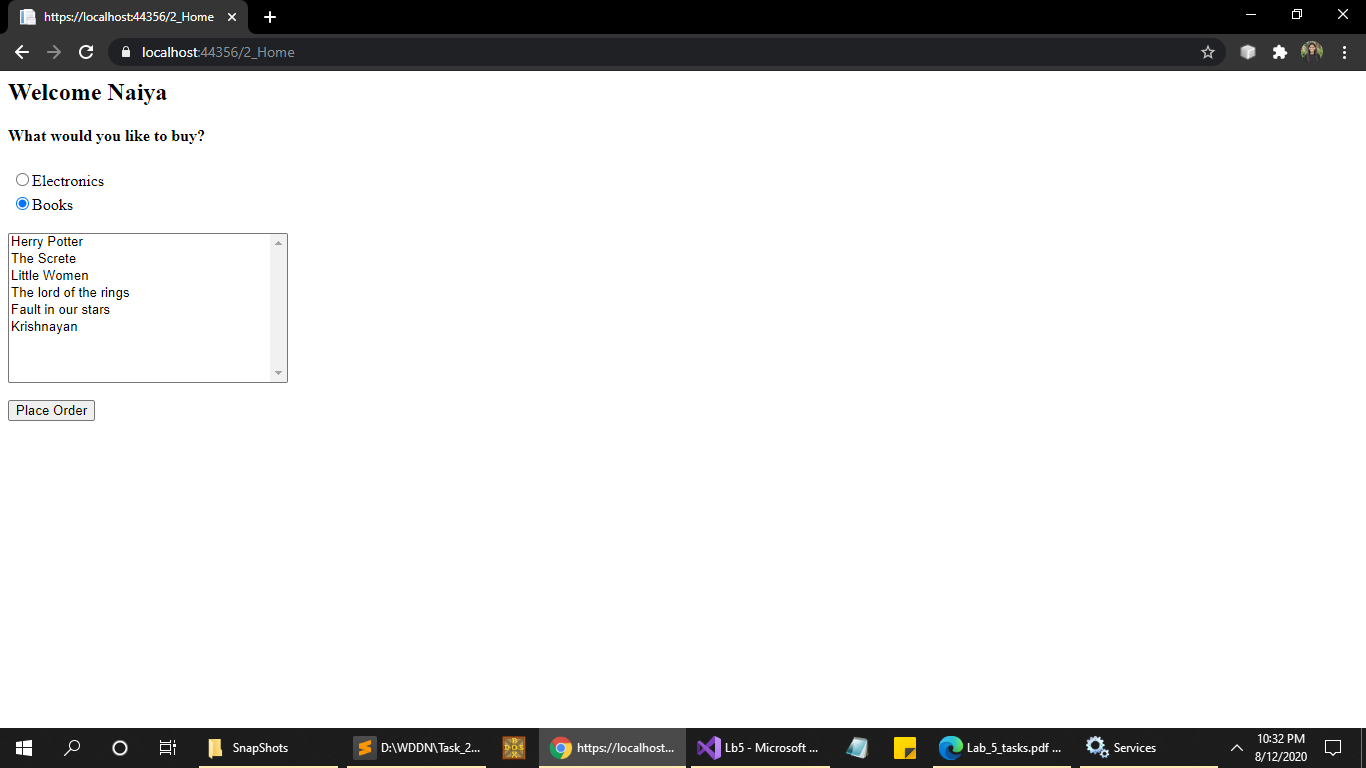 https://localhost:44356/2_Home
localhost:44356/2_Home
Welcome Naiya
What would you like to buy?
Electronics
Books
Herry Potter
The Screte
Little Women
The lord of the rings
Fault in our stars
Krishnayan
Place Order
SnapShots
D:\WDDN\Task_2...
DOS
BOX
https://localhost...
Lb5 - Microsoft ...
Lab_5_tasks.pdf ...
Services
10:32 PM
8/12/2020